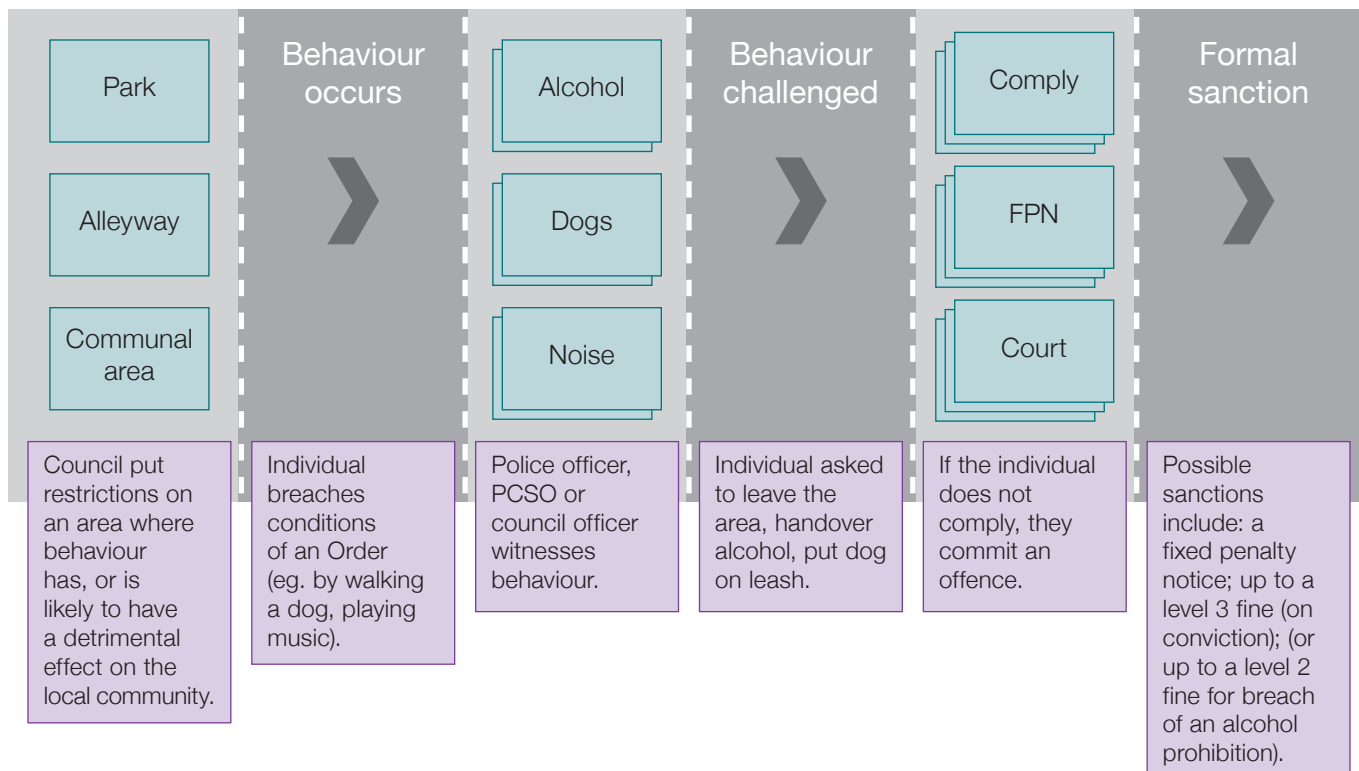 Park
Alleyway
Communal
area
Behaviour
occurs
Alcohol
Dogs
Noise
Behaviour
challenged
Comply
FPN
Court
Formal
sanction
Council put
restrictions on
an area where
behaviour
has, or is
likely to have
a detrimental
effect on the
local community.
Individual
breaches
conditions
of an Order
(eg. by walking
a dog, playing
music).
Police officer,
PCSO or
council officer
witnesses
behaviour.
Individual asked
to leave the
area, handover
alcohol, put dog
on leash.
If the individual
does not
comply, they
commit an
offence.
Possible
sanctions
include: a
fixed penalty
notice; up to a
level 3 fine (on
conviction); (or
up to a level 2
fine for breach
of an alcohol
prohibition).